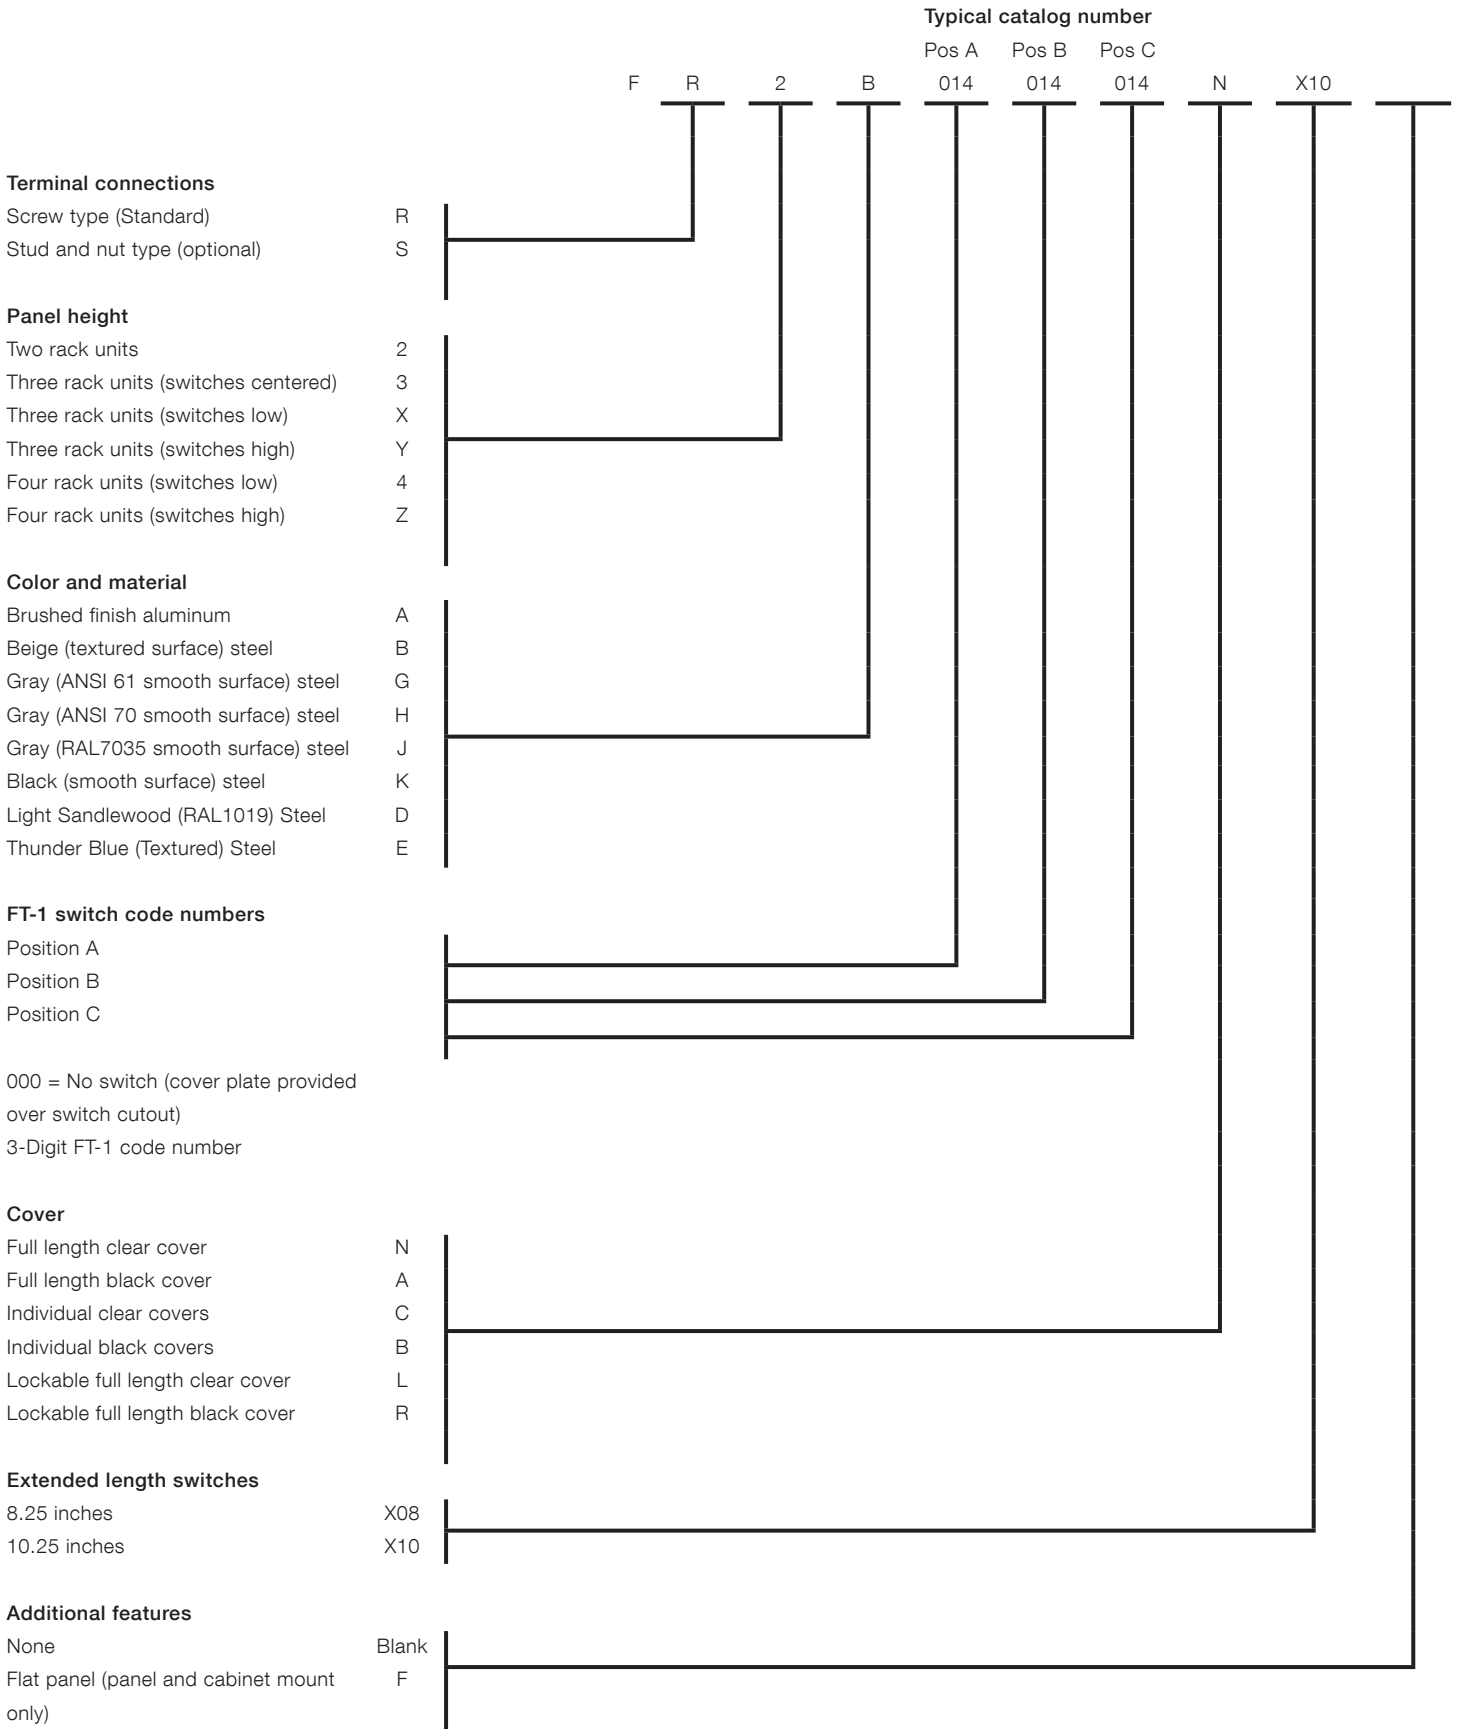 Typical catalog number
Pos A Pos B Pos C
F R 2 B 014 014 014 N X10
Terminal connections
Screw type (Standard) R
Stud and nut type (optional) S
Panel height
Two rack units 2
Three rack units (switches centered) 3
Three rack units (switches low) X
Three rack units (switches high) Y
Four rack units (switches low) 4
Four rack units (switches high) Z
Color and material
Brushed finish aluminum A
Beige (textured surface) steel B
Gray (ANSI 61 smooth surface) steel G
Gray (ANSI 70 smooth surface) steel H
Gray (RAL7035 smooth surface) steel J
Black (smooth surface) steel K
Light Sandlewood (RAL1019) Steel D
Thunder Blue (Textured) Steel E
FT-1 switch code numbers
Position A
Position B
Position C
000 = No switch (cover plate provided
over switch cutout)
3-Digit FT-1 code number
Cover
Full length clear cover N
Full length black cover A
Individual clear covers C
Individual black covers B
Lockable full length clear cover L
Lockable full length black cover R
Extended length switches
8.25 inches X08
10.25 inches X10
Additional features
None Blank
Flat panel (panel and cabinet mount F
only)